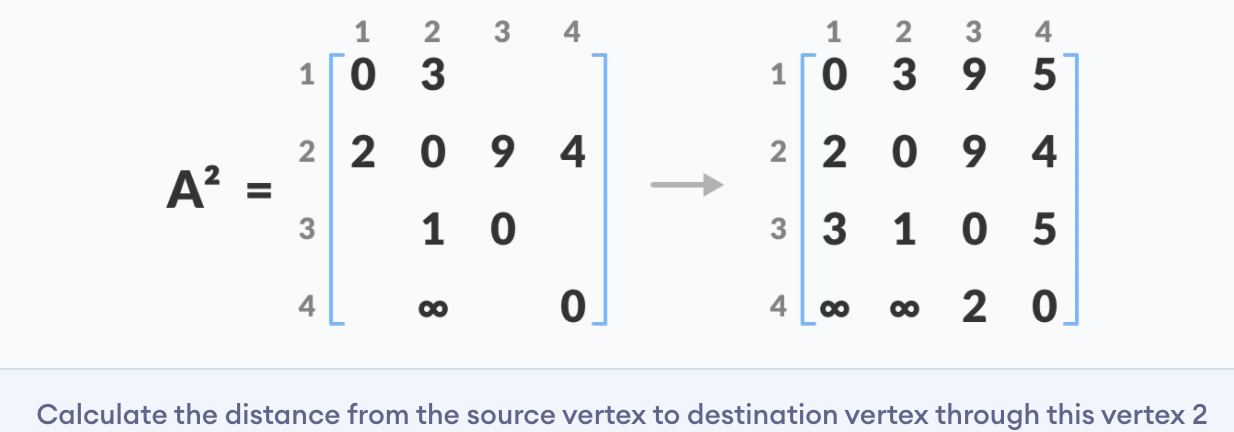 1 2 3 4 1 2 3 4
1 0 3 1 0 3 9 5
2 2 0 9 4 2 2 0 9 4
A² =
3 1 0 3 3 1 0 5
4 ∞ 0 4 ∞ ∞ 2 0
Calculate the distance from the source vertex to destination vertex through this vertex 2